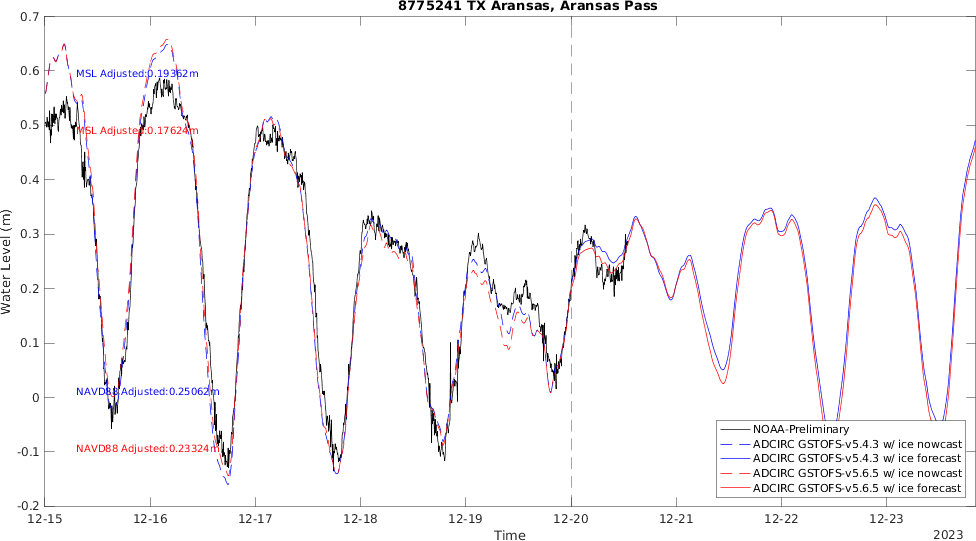 8775241 TX Aransas, Aransas Pass
Water Level (m)
0.7
0.6
0.5
0.4
0.3
0.2
0.1
0
-0.1
-0.2
MSL Adjusted:0.19362m
MSL Adjusted:0.17624m
NAVD88 Adjusted:0.25062m
NAVD88 Adjusted:0.23324m
NOAA-Preliminary
ADCIRC GSTOFS-v5.4.3 w/ ice nowcast
ADCIRC GSTOFS-v5.4.3 w/ ice forecast
ADCIRC GSTOFS-v5.6.5 w/ ice nowcast
ADCIRC GSTOFS-v5.6.5 w/ ice forecast
12-15 12-16 12-17 12-18 12-19 12-20 12-21 12-22 12-23
Time
2023